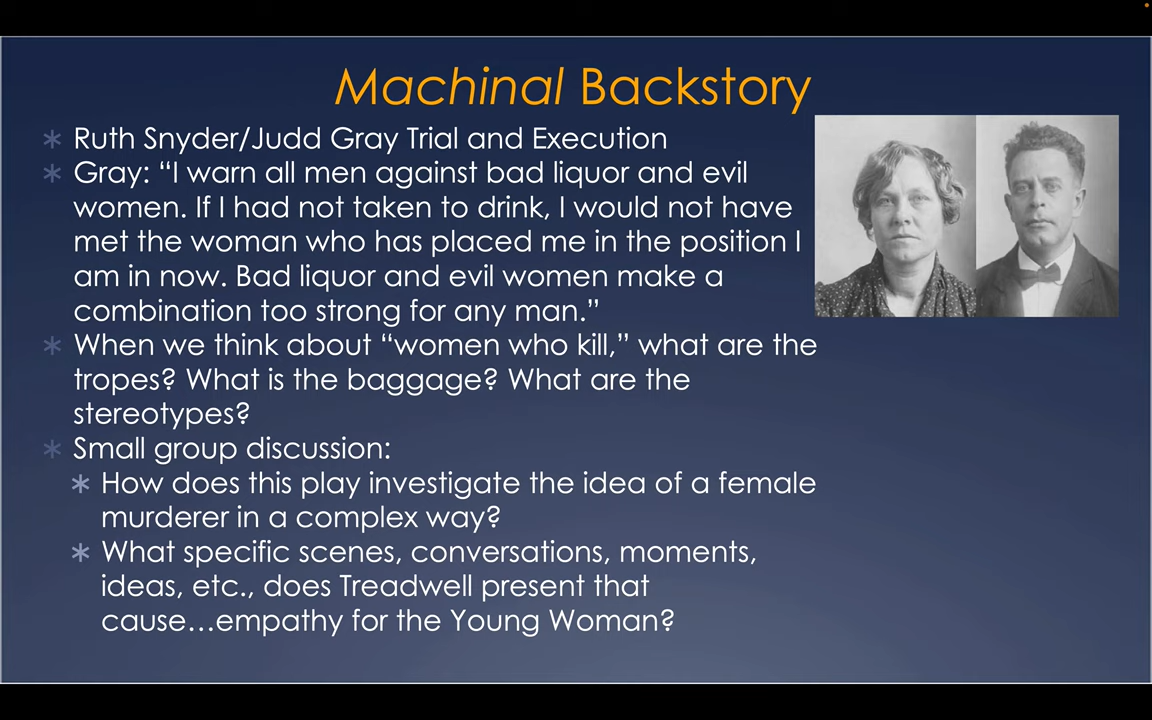 Machinal Backstory
Ruth Snyder/Judd Gray Trial and Execution
Gray: “I warn all men against bad liquor and evil
women. If I had not taken to drink, I would not have
met the woman who has placed me in the position I
am in now. Bad liquor and evil women make a
combination too strong for any man.”
When we think about “women who kill,” what are the
tropes? What is the baggage? What are the
stereotypes?
Small group discussion:
How does this play investigate the idea of a female
murderer in a complex way?
What specific scenes, conversations, moments,
ideas, etc., does Treadwell present that
cause…empathy for the Young Woman?